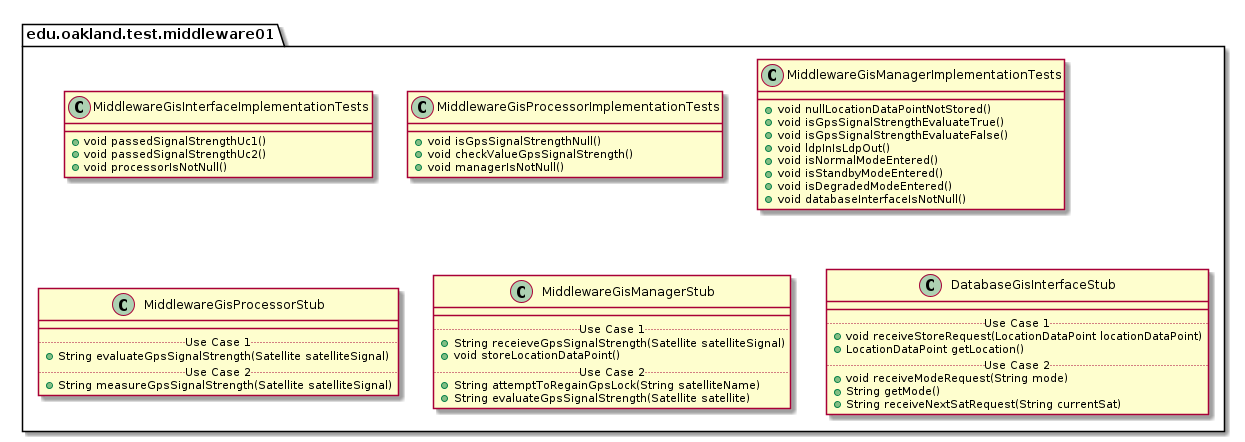 edu.oakland.test.middleware01
C MiddlewareGisInterfaceImplementationTests
void passedSignalStrengthUc1()
void passedSignalStrengthUc2()
void processorIsNotNull()
C MiddlewareGisProcessorImplementationTests
void isGpsSignalStrengthNull()
void checkValueGpsSignalStrength()
void managerIsNotNull()
C MiddlewareGisManagerImplementationTests
void nullLocationDataPointNotStored()
void isGpsSignalStrengthEvaluateTrue()
void isGpsSignalStrengthEvaluateFalse()
void ldpInIsLdpOut()
void isNormalModeEntered()
void isStandbyModeEntered()
void isDegradedModeEntered()
void databaseInterfaceIsNotNull()
C MiddlewareGisProcessorStub
Use Case 1
String evaluateGpsSignalStrength(Satellite satelliteSignal)
Use Case 2
String measureGpsSignalStrength(Satellite satelliteSignal)
C MiddlewareGisManagerStub
Use Case 1
String receieveGpsSignalStrength(Satellite satelliteSignal)
void storeLocationDataPoint()
Use Case 2
String attemptToRegainGpsLock(String satelliteName)
String evaluateGpsSignalStrength(Satellite satellite)
C DatabaseGisInterfaceStub
Use Case 1
void receiveStoreRequest(LocationDataPoint locationDataPoint)
LocationDataPoint getLocation()
Use Case 2
void receiveModeRequest(String mode)
String getMode()
String receiveNextSatRequest(String currentSat)